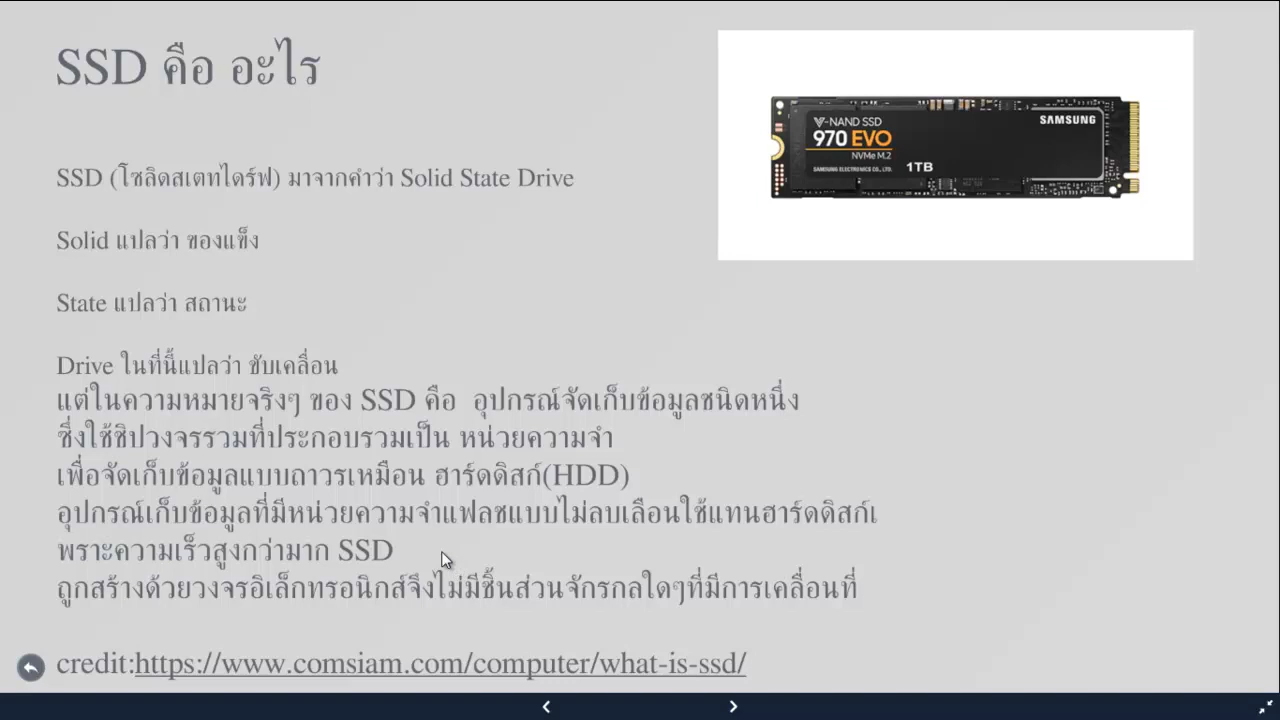 SSD คือ อะไร
V-NAND SSD
970 EVO
NVMe M.2
SAMSUNG ELECTRONICS CO., LTD.
1TB
SAMSUNG
SSD (โซลิดสเตทไดร์ฟ) มาจากคำว่า Solid State Drive
Solid แปลว่า ของแข็ง
State แปลว่า สถานะ
Drive ในที่นี้แปลว่า ขับเคลื่อน
แต่ในความหมายจริงๆ ของ SSD คือ อุปกรณ์จัดเก็บข้อมูลชนิดหนึ่ง
ซึ่งใช้ชิปวงจรรวมที่ประกอบรวมเป็น หน่วยความจำ
เพื่อจัดเก็บข้อมูลแบบถาวรเหมือน ฮาร์ดดิสก์(HDD)
อุปกรณ์เก็บข้อมูลที่มีหน่วยความจำแฟลชแบบไม่ลบเลือนใช้แทนฮาร์ดดิสก์เ
พราะความเร็วสูงกว่ามาก SSD
ถูกสร้างด้วยวงจรอิเล็กทรอนิกส์จึงไม่มีชิ้นส่วนจักรกลใดๆที่มีการเคลื่อนที่
credit:https://www.comsiam.com/computer/what-is-ssd/